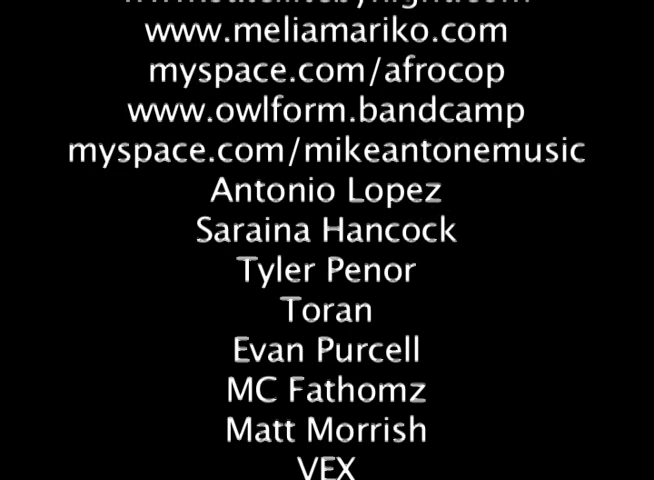 www.meliamariko.com
myspace.com/afrocop
www.owlform.bandcamp
myspace.com/mikeantonemusic
Antonio Lopez
Saraina Hancock
Tyler Penor
Toran
Evan Purcell
MC Fathomz
Matt Morrish
VEX